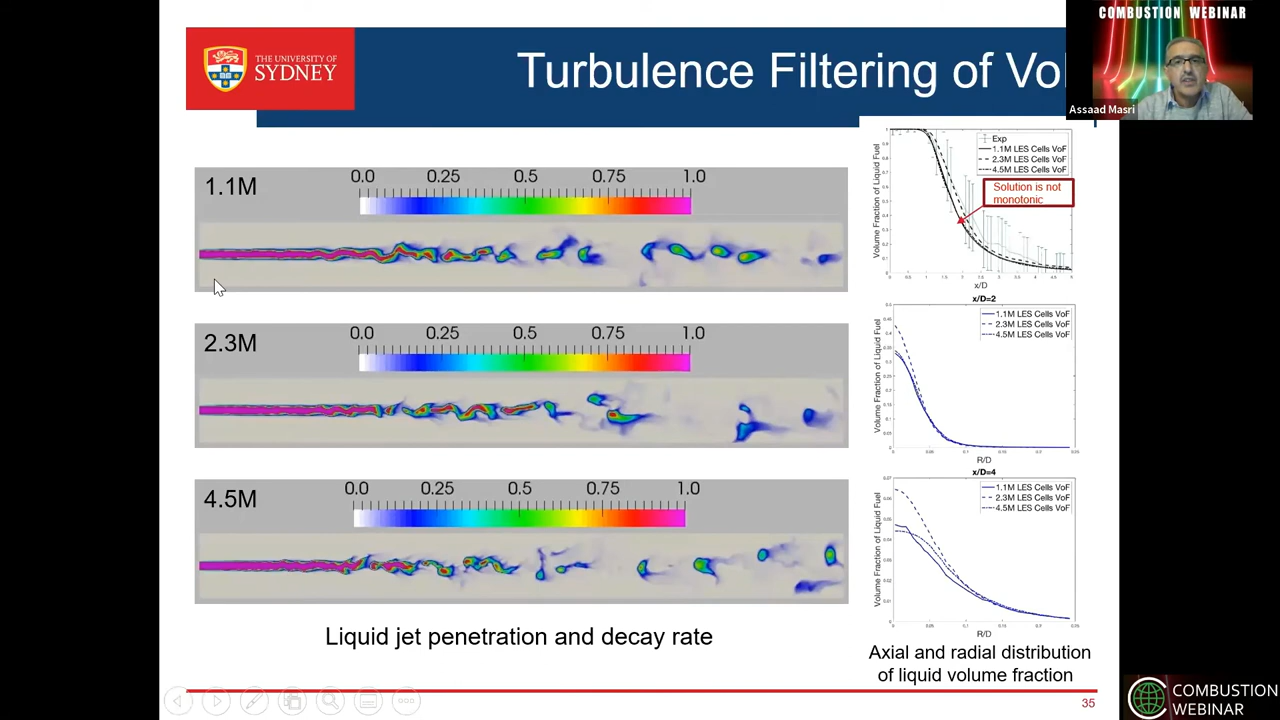 COMBUSTION WEBINAR
Assaad Masri
THE UNIVERSITY OF
SYDNEY
Turbulence Filtering of Vo
1.1M
0.0 0.25 0.5 0.75 1.0
2.3M
0.0 0.25 0.5 0.75 1.0
4.5M
0.0 0.25 0.5 0.75 1.0
Liquid jet penetration and decay rate
Volume Fraction of Liquid Fuel
Exp
1.1M LES Cells VoF
2.3M LES Cells VoF
4.5M LES Cells VoF
Solution is not
monotonic
x/D
x/D=2
Volume Fraction of Liquid Fuel
1.1M LES Cells VoF
2.3M LES Cells VoF
4.5M LES Cells VoF
R/D
x/D=4
Volume Fraction of Liquid Fuel
1.1M LES Cells VoF
2.3M LES Cells VoF
4.5M LES Cells VoF
R/D
Axial and radial distribution
of liquid volume fraction
35
COMBUSTION
WEBINAR